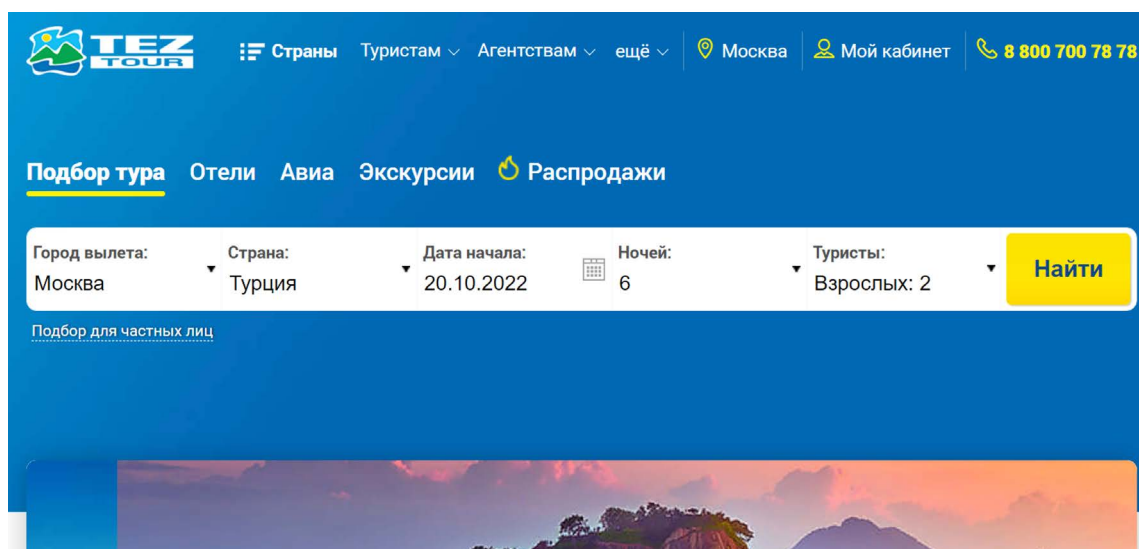 TEZ TOUR
Страны Туристам Агентствам ещё Москва Мой кабинет 8 800 700 78 78
Подбор тура Отели Авиа Экскурсии Распродажи
Город вылета: Страна: Дата начала: Ночей: Туристы:
Москва Турция 20.10.2022 6 Взрослых: 2 Найти
Подбор для частных лиц